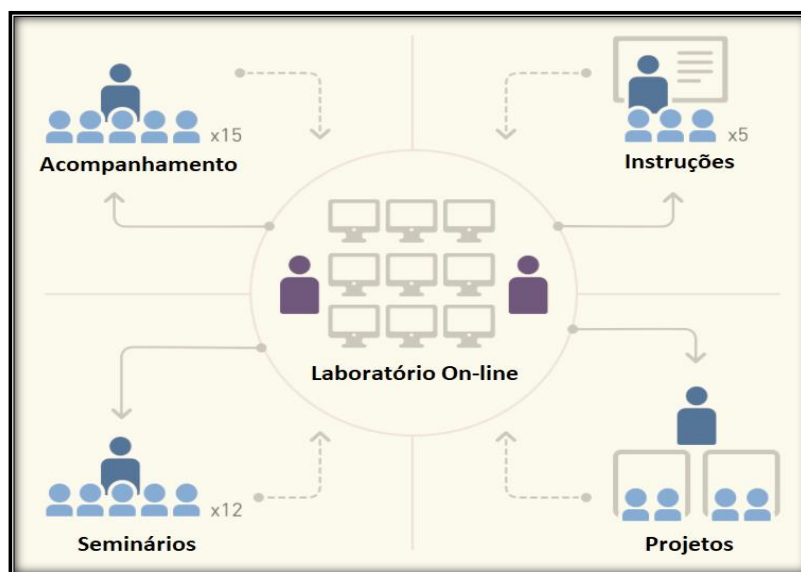 x15
Acompanhamento
x5
Instruções
Laboratório On-line
x12
Seminários
Projetos